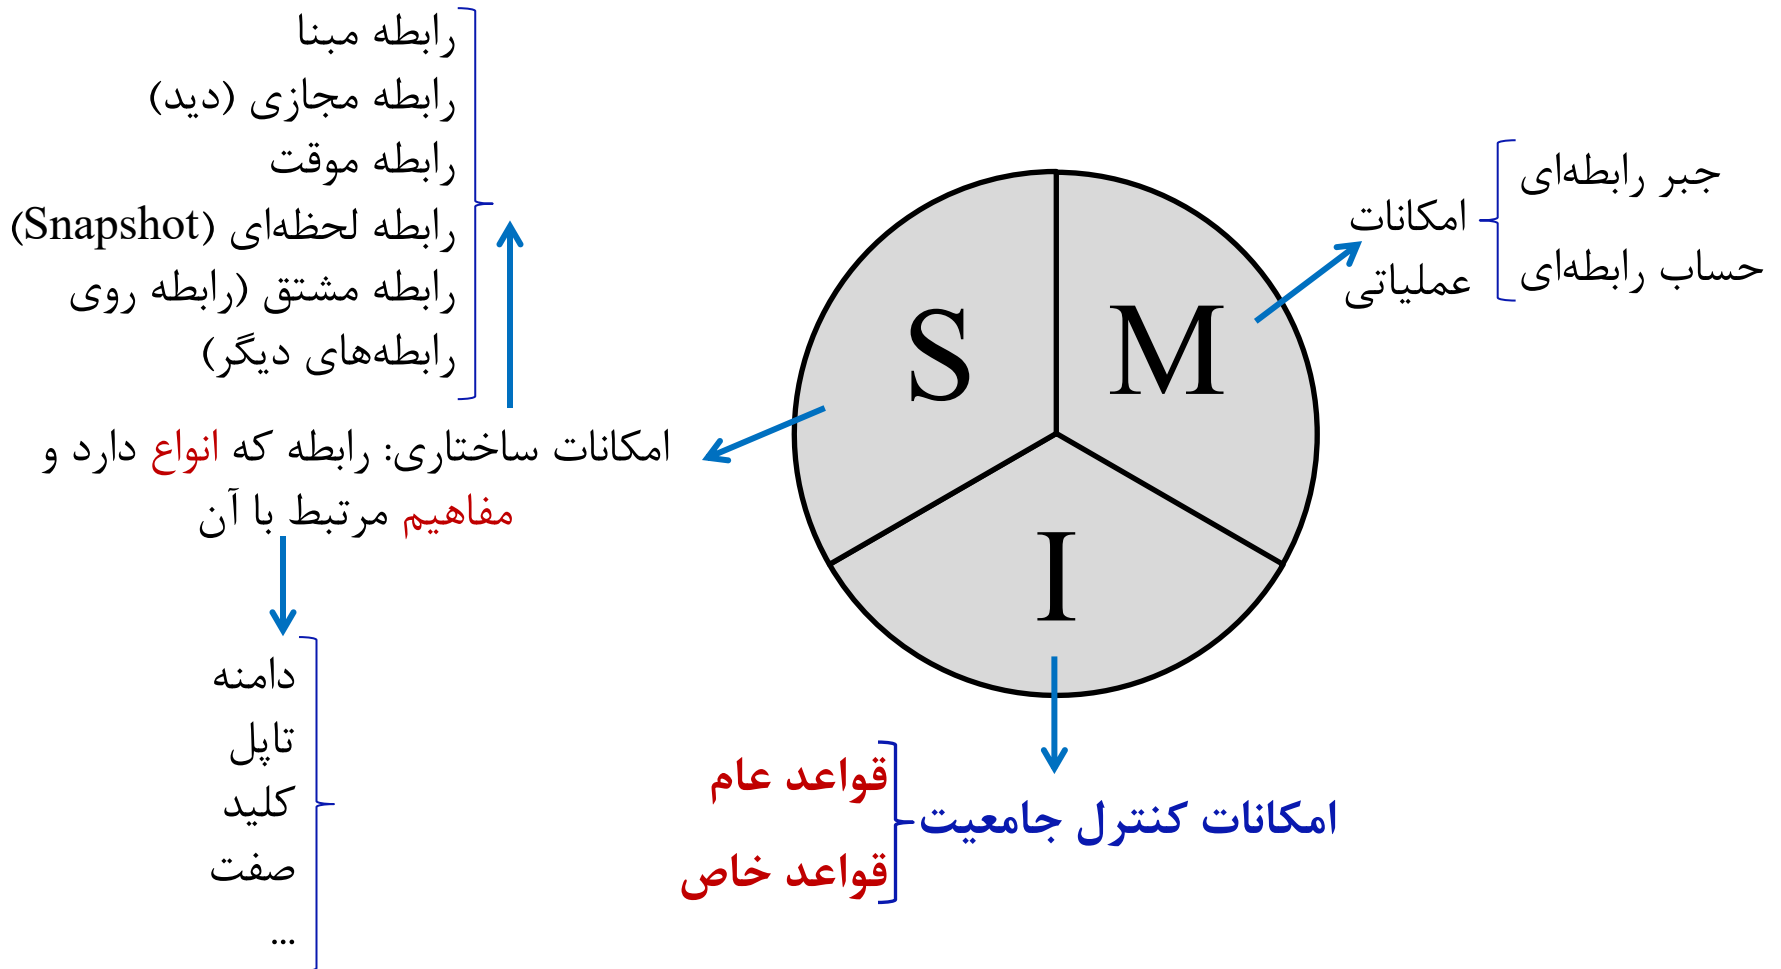 رابطه مبنا
رابطه مجازی (دید)
رابطه موقت
رابطه لحظه‌ای (Snapshot)
رابطه مشتق (رابطه روی
رابطه‌های دیگر)
جبر رابطه‌ای
حساب رابطه‌ای
امکانات
عملیاتی
S
M
I
امکانات ساختاری: رابطه که انواع دارد و
مفاهیم مرتبط با آن
دامنه
تاپل
کلید
صفت
...
امکانات کنترل جامعیت
قواعد عام
قواعد خاص